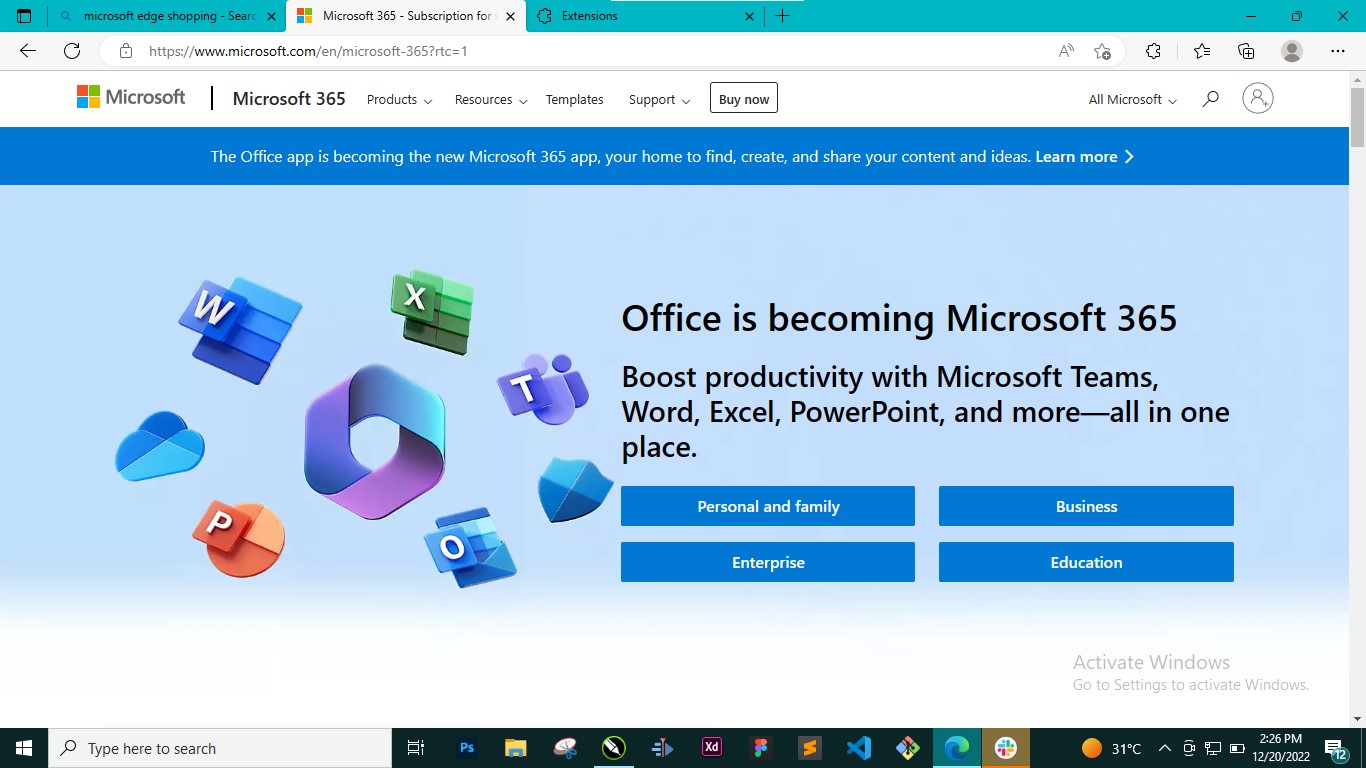 microsoft edge shopping - Searc
Microsoft 365 - Subscription for
Extensions
https://www.microsoft.com/en/microsoft-365?rtc=1
Microsoft
Microsoft 365
Products
Resources
Templates
Support
Buy now
All Microsoft
The Office app is becoming the new Microsoft 365 app, your home to find, create, and share your content and ideas. Learn more
W
X
T
P
O
Office is becoming Microsoft 365
Boost productivity with Microsoft Teams,
Word, Excel, PowerPoint, and more—all in one
place.
Personal and family
Business
Enterprise
Education
Activate Windows
Go to Settings to activate Windows.
Type here to search
Ps
Xd
31°C
2:26 PM
12/20/2022
12